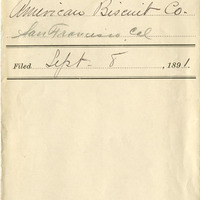 American Biscuit Co.
San Francisco, Cal
Filed Sept. 8, 1891.